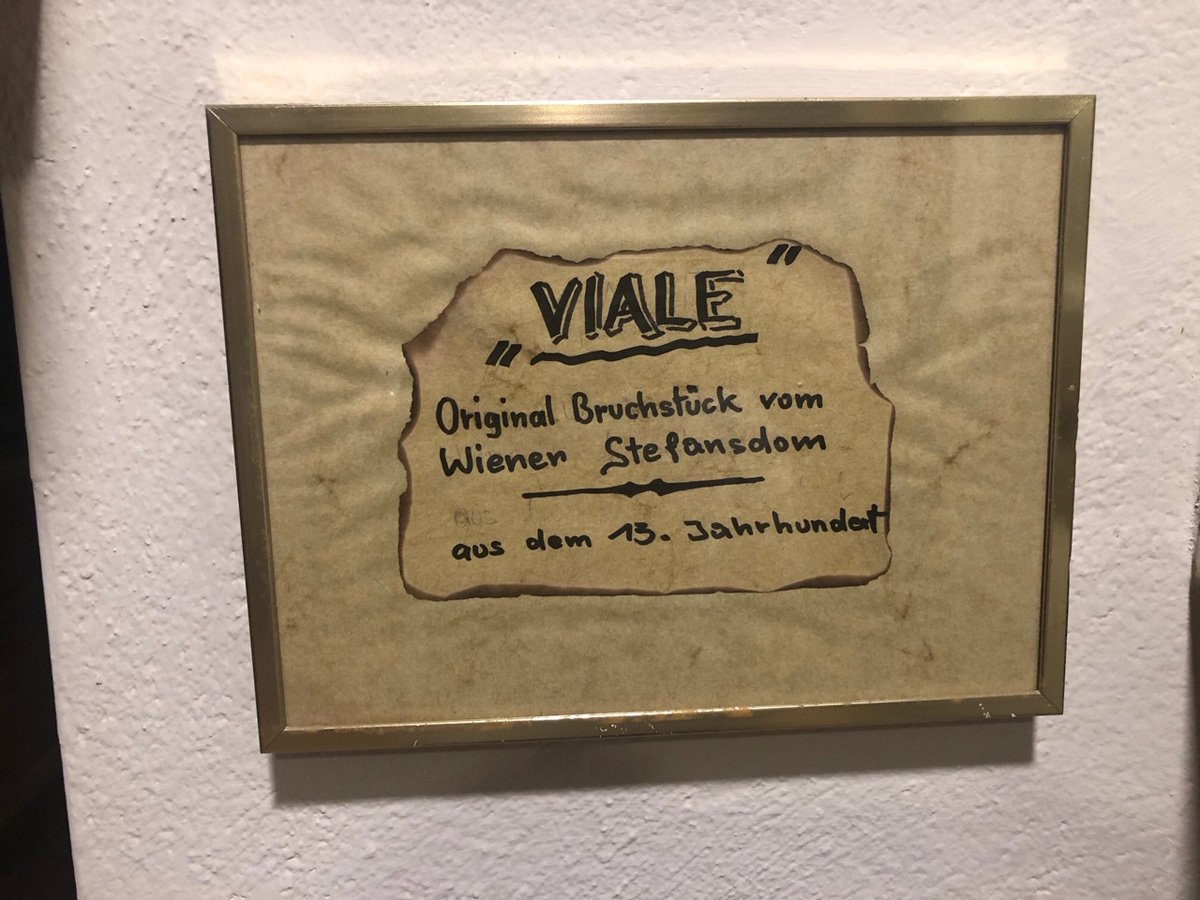 „VIALE"
Original Bruchstück vom
Wiener Stefansdom
aus dem 13. Jahrhundert